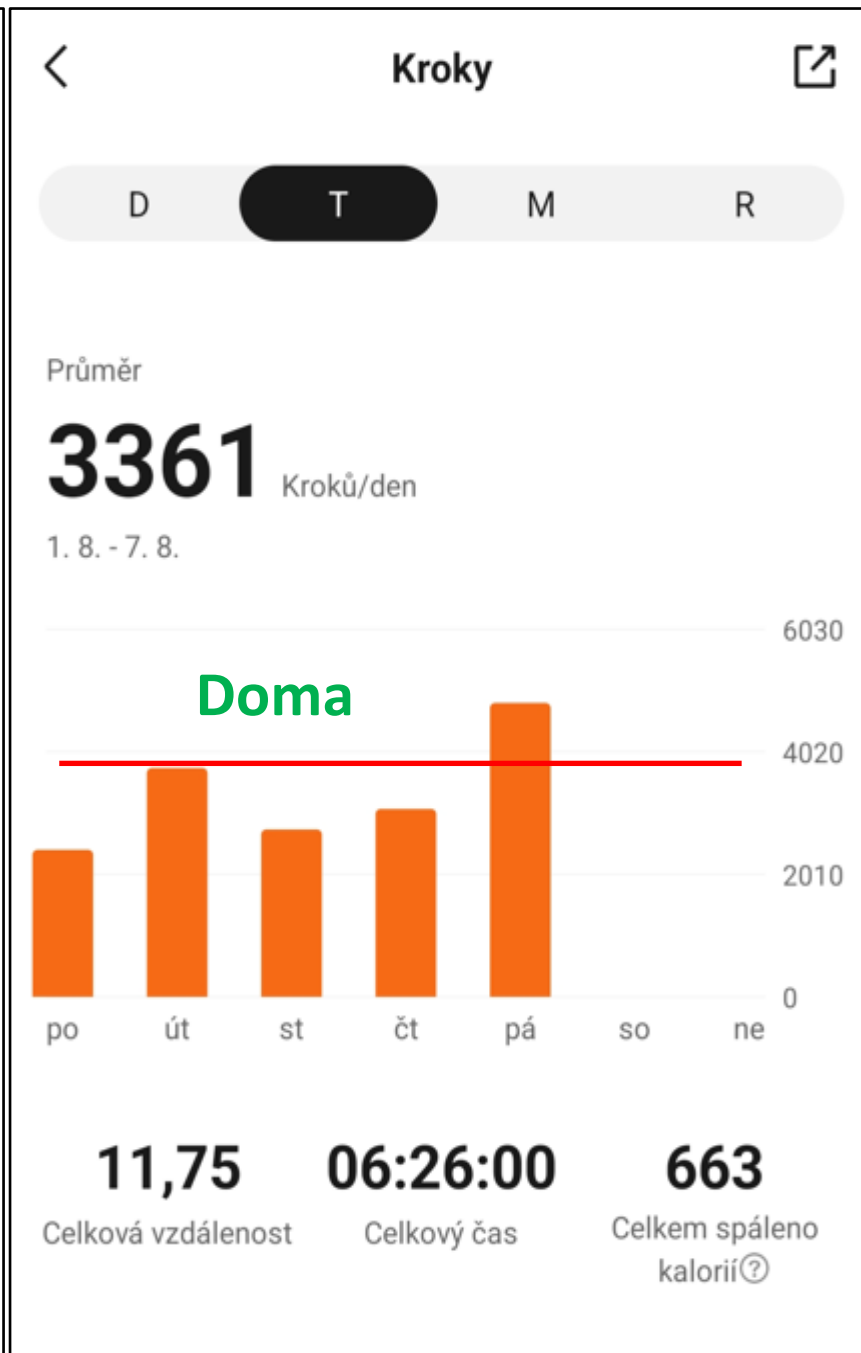 Kroky
D T M R
Průměr
3361 Kroků/den
1. 8. - 7. 8.
6030
Doma
4020
2010
0
po út st čt pá so ne
11,75 06:26:00 663
Celková vzdálenost Celkový čas Celkem spáleno
kalorií?